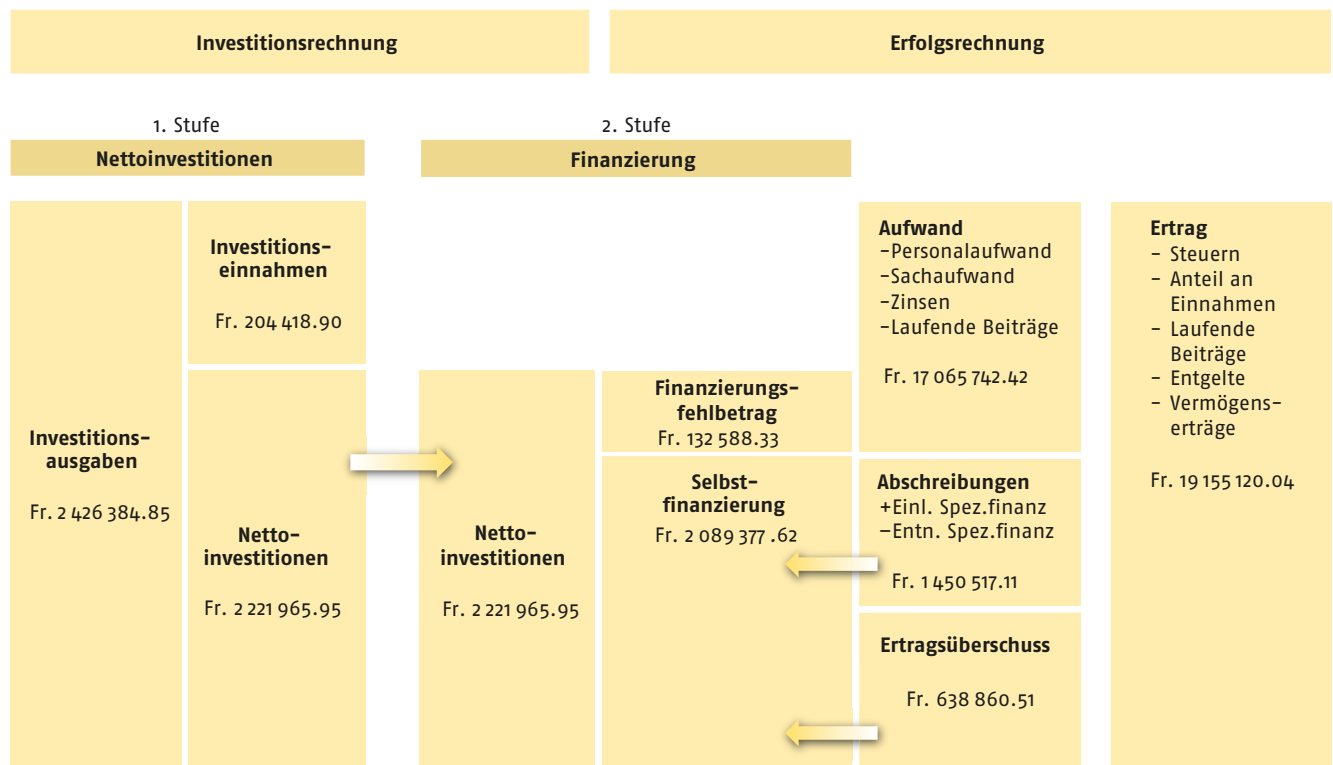 Investitionsrechnung
Erfolgsrechnung
1. Stufe
2. Stufe
Nettoinvestitionen
Finanzierung
Investitions-
ausgaben
Fr. 2 426 384.85
Investitions-
einnahmen
Fr. 204 418.90
Netto-
investitionen
Fr. 2 221 965.95
Netto-
investitionen
Fr. 2 221 965.95
Finanzierungs-
fehlbetrag
Fr. 132 588.33
Selbst-
finanzierung
Fr. 2 089 377 .62
Aufwand
-Personalaufwand
-Sachaufwand
-Zinsen
-Laufende Beiträge
Fr. 17 065 742.42
Abschreibungen
+Einl. Spez.finanz
–Entn. Spez.finanz
Fr. 1 450 517.11
Ertragsüberschuss
Fr. 638 860.51
Ertrag
- Steuern
- Anteil an
Einnahmen
- Laufende
Beiträge
- Entgelte
- Vermögens-
erträge
Fr. 19 155 120.04